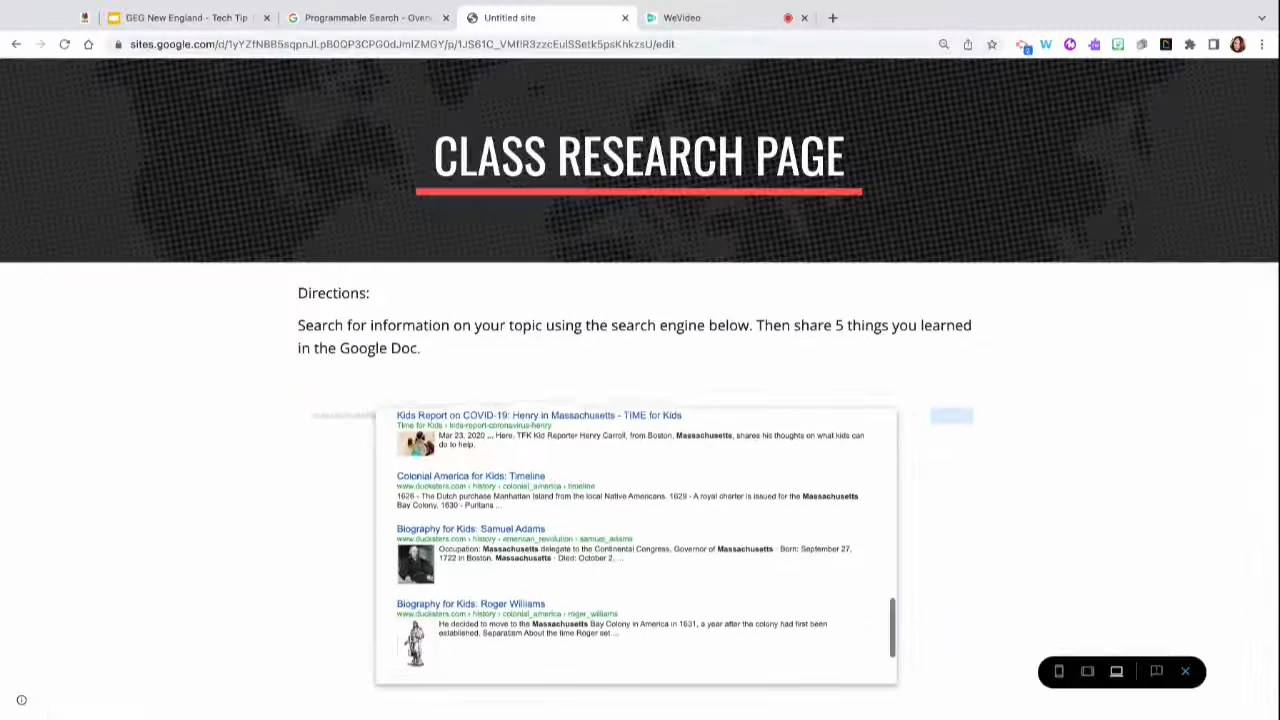 GEG New England - Tech Tip
Programmable Search - Over
Untitled site
WeVideo
CLASS RESEARCH PAGE
Directions:
Search for information on your topic using the search engine below. Then share 5 things you learned
in the Google Doc.
Kids Report on COVID-19: Henry in Massachusetts - TIME for Kids
Time for Kids › kids-report-coronavirus-henry
Mar 23, 2020 ... Here, TFK Kid Reporter Henry Carroll, from Boston, Massachusetts, shares his thoughts on what kids can
do to help.
Colonial America for Kids: Timeline
www.ducksters.com › history › colonial_america › timeline
1626 - The Dutch purchase Manhattan Island from the local Native Americans. 1629 - A royal charter is issued for the Massachusetts
Bay Colony. 1630 - Puritans ...
Biography for Kids: Samuel Adams
www.ducksters.com › history › american_revolution › samuel_adams
Occupation: Massachusetts delegate to the Continental Congress, Governor of Massachusetts · Born: September 27,
1722 in Boston, Massachusetts · Died: October 2, ...
Biography for Kids: Roger Williams
www.ducksters.com › history › colonial_america › roger_williams
He decided to move to the Massachusetts Bay Colony in America in 1631, a year after the colony had first been
established. Separatism About the time Roger set ...